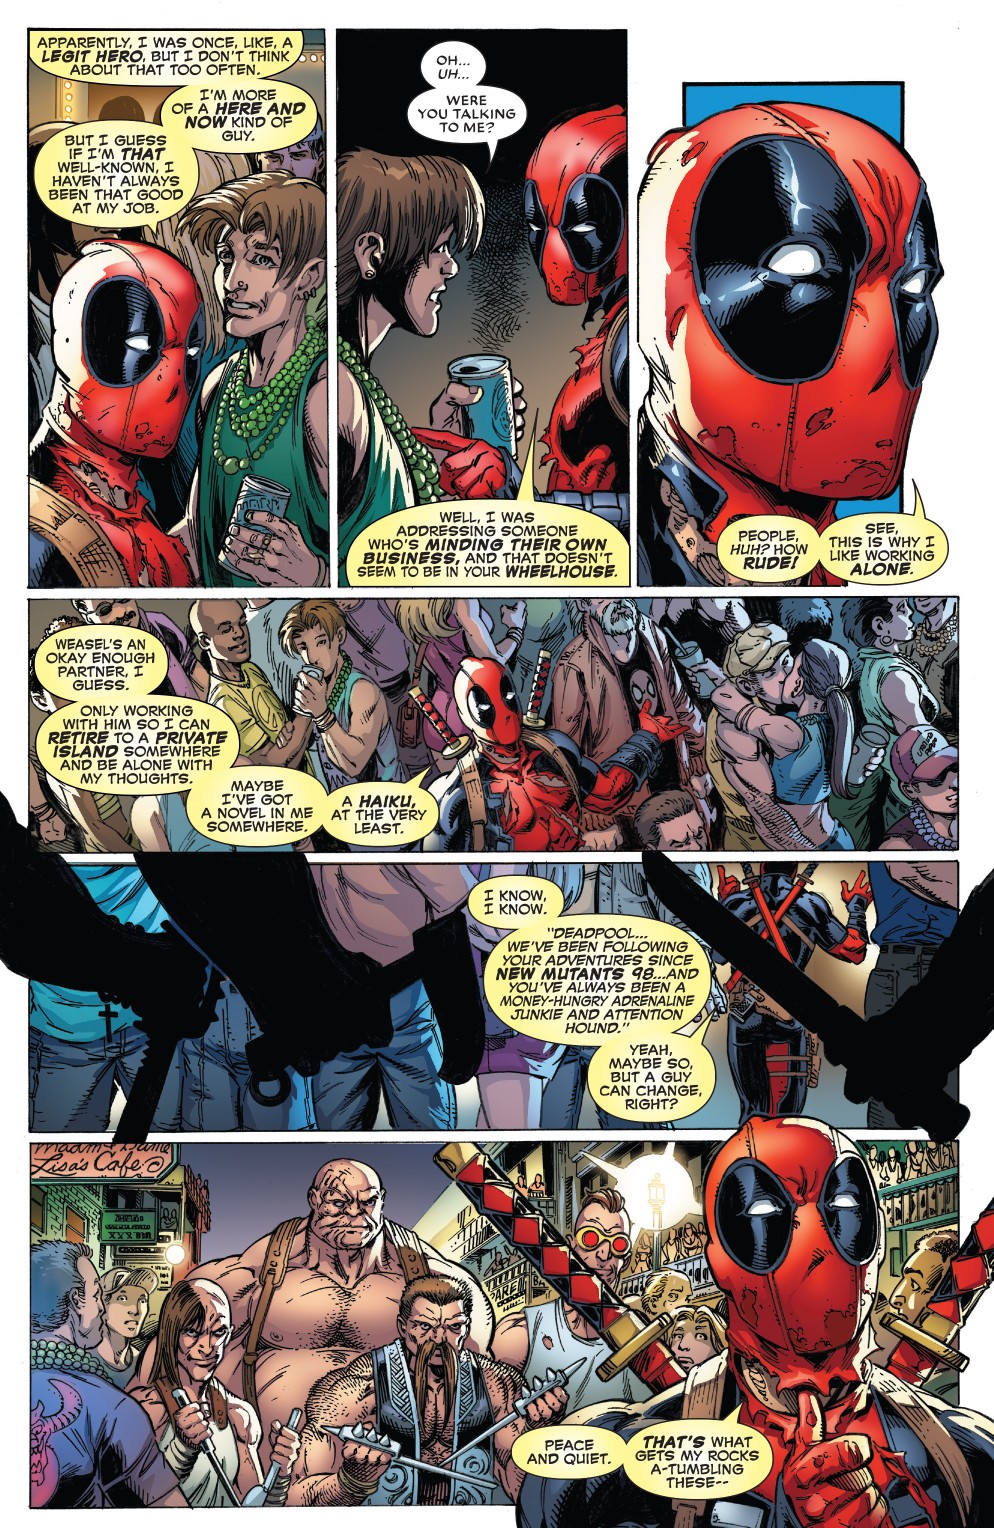 APPARENTLY, I WAS ONCE, LIKE, A
LEGIT HERO, BUT I DON'T THINK
ABOUT THAT TOO OFTEN.
I'M MORE
OF A HERE AND
NOW KIND OF
GUY.
BUT I GUESS
IF I'M THAT
WELL-KNOWN, I
HAVEN'T ALWAYS
BEEN THAT GOOD
AT MY JOB.
OH...
UH...
WERE
YOU TALKING
TO ME?
WELL, I WAS
ADDRESSING SOMEONE
WHO'S MINDING THEIR OWN
BUSINESS, AND THAT DOESN'T
SEEM TO BE IN YOUR WHEELHOUSE.
PEOPLE,
HUH? HOW
RUDE!
SEE,
THIS IS WHY I
LIKE WORKING
ALONE.
WEASEL'S AN
OKAY ENOUGH
PARTNER, I
GUESS.
ONLY WORKING
WITH HIM SO I CAN
RETIRE TO A PRIVATE
ISLAND SOMEWHERE
AND BE ALONE WITH
MY THOUGHTS.
MAYBE
I'VE GOT
A NOVEL IN ME
SOMEWHERE.
A HAIKU,
AT THE VERY
LEAST.
I KNOW,
I KNOW.
"DEADPOOL...
WE'VE BEEN FOLLOWING
YOUR ADVENTURES SINCE
NEW MUTANTS 98...AND
YOU'VE ALWAYS BEEN A
MONEY-HUNGRY ADRENALINE
JUNKIE AND ATTENTION
HOUND."
YEAH,
MAYBE SO,
BUT A GUY
CAN CHANGE,
RIGHT?
Lisa's Cafe
XXX
PEACE
AND QUIET.
THAT'S WHAT
GETS MY ROCKS
A-TUMBLING
THESE--